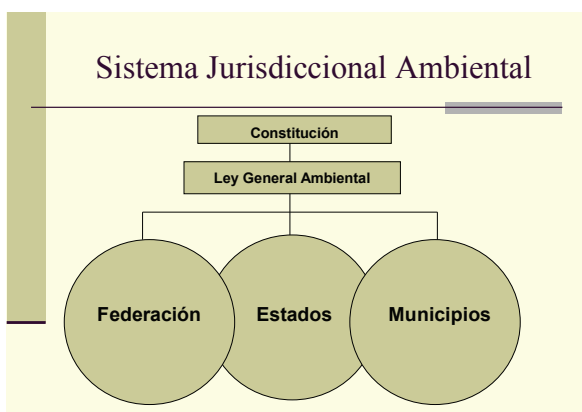 Sistema Jurisdiccional Ambiental
Constitución
Ley General Ambiental
Federación
Estados
Municipios